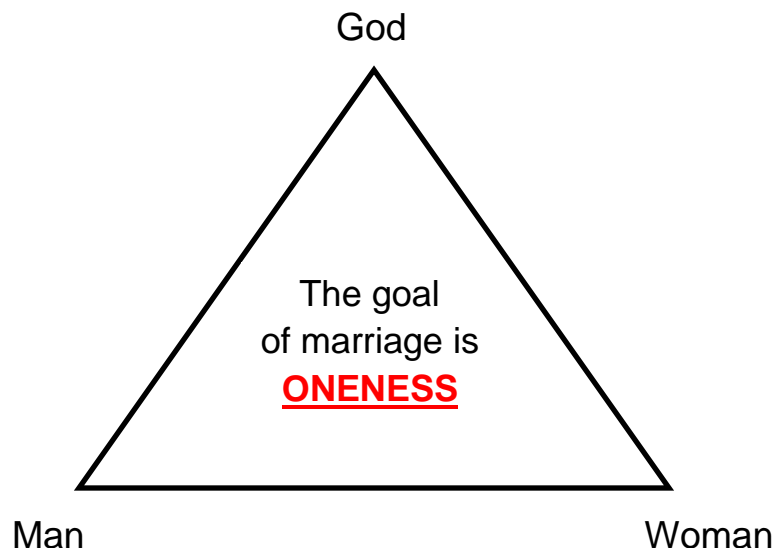 God
The goal
of marriage is
ONENESS
Man
Woman